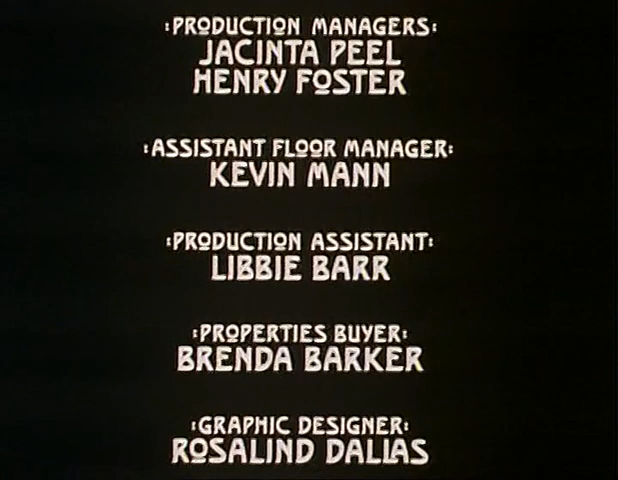 :PRODUCTION MANAGERS:
JACINTA PEEL
HENRY FOSTER
:ASSISTANT FLOOR MANAGER:
KEVIN MANN
:PRODUCTION ASSISTANT:
LIBBIE BARR
:PROPERTIES BUYER:
BRENDA BARKER
:GRAPHIC DESIGNER:
ROSALIND DALLAS